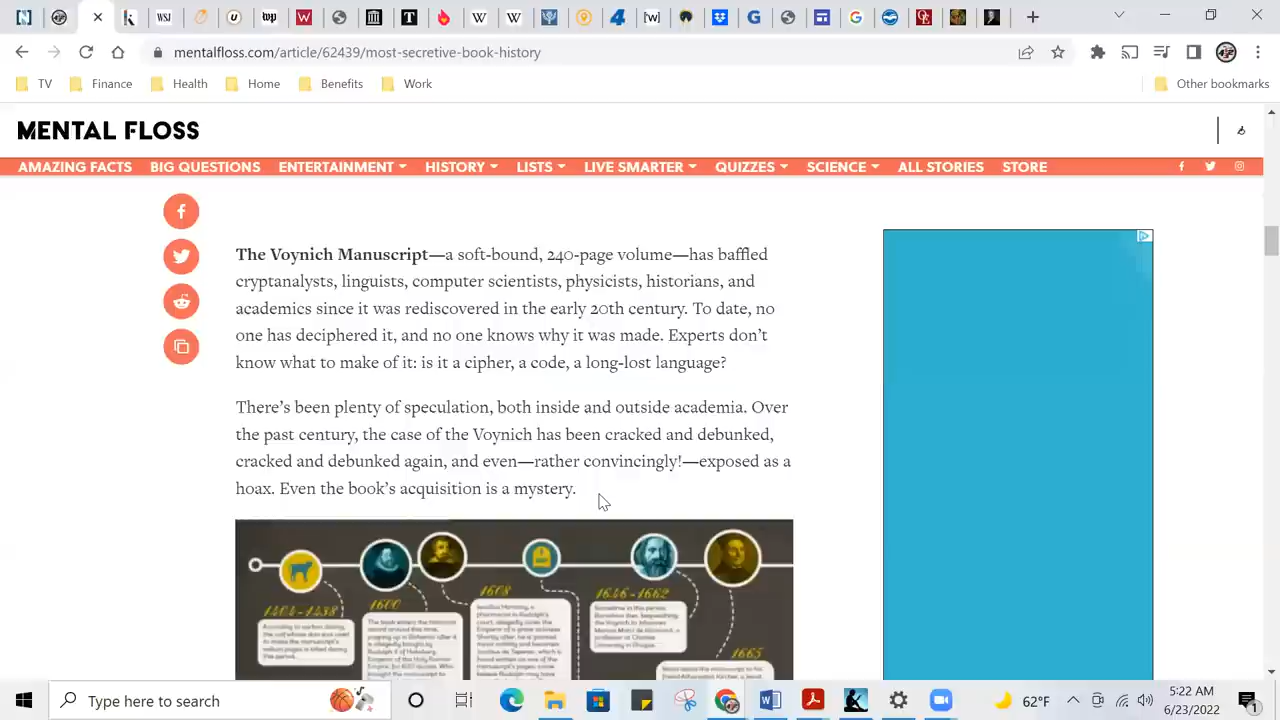 mentalfloss.com/article/62439/most-secretive-book-history
TV Finance Health Home Benefits Work Other bookmarks
MENTAL FLOSS
AMAZING FACTS BIG QUESTIONS ENTERTAINMENT HISTORY LISTS LIVE SMARTER QUIZZES SCIENCE ALL STORIES STORE
The Voynich Manuscript—a soft-bound, 240-page volume—has baffled
cryptanalysts, linguists, computer scientists, physicists, historians, and
academics since it was rediscovered in the early 20th century. To date, no
one has deciphered it, and no one knows why it was made. Experts don't
know what to make of it: is it a cipher, a code, a long-lost language?
There's been plenty of speculation, both inside and outside academia. Over
the past century, the case of the Voynich has been cracked and debunked,
cracked and debunked again, and even—rather convincingly!—exposed as a
hoax. Even the book's acquisition is a mystery.
1404-1438
1600
1608
1646-1662
1665
Type here to search
62°F
5:22 AM
6/23/2022